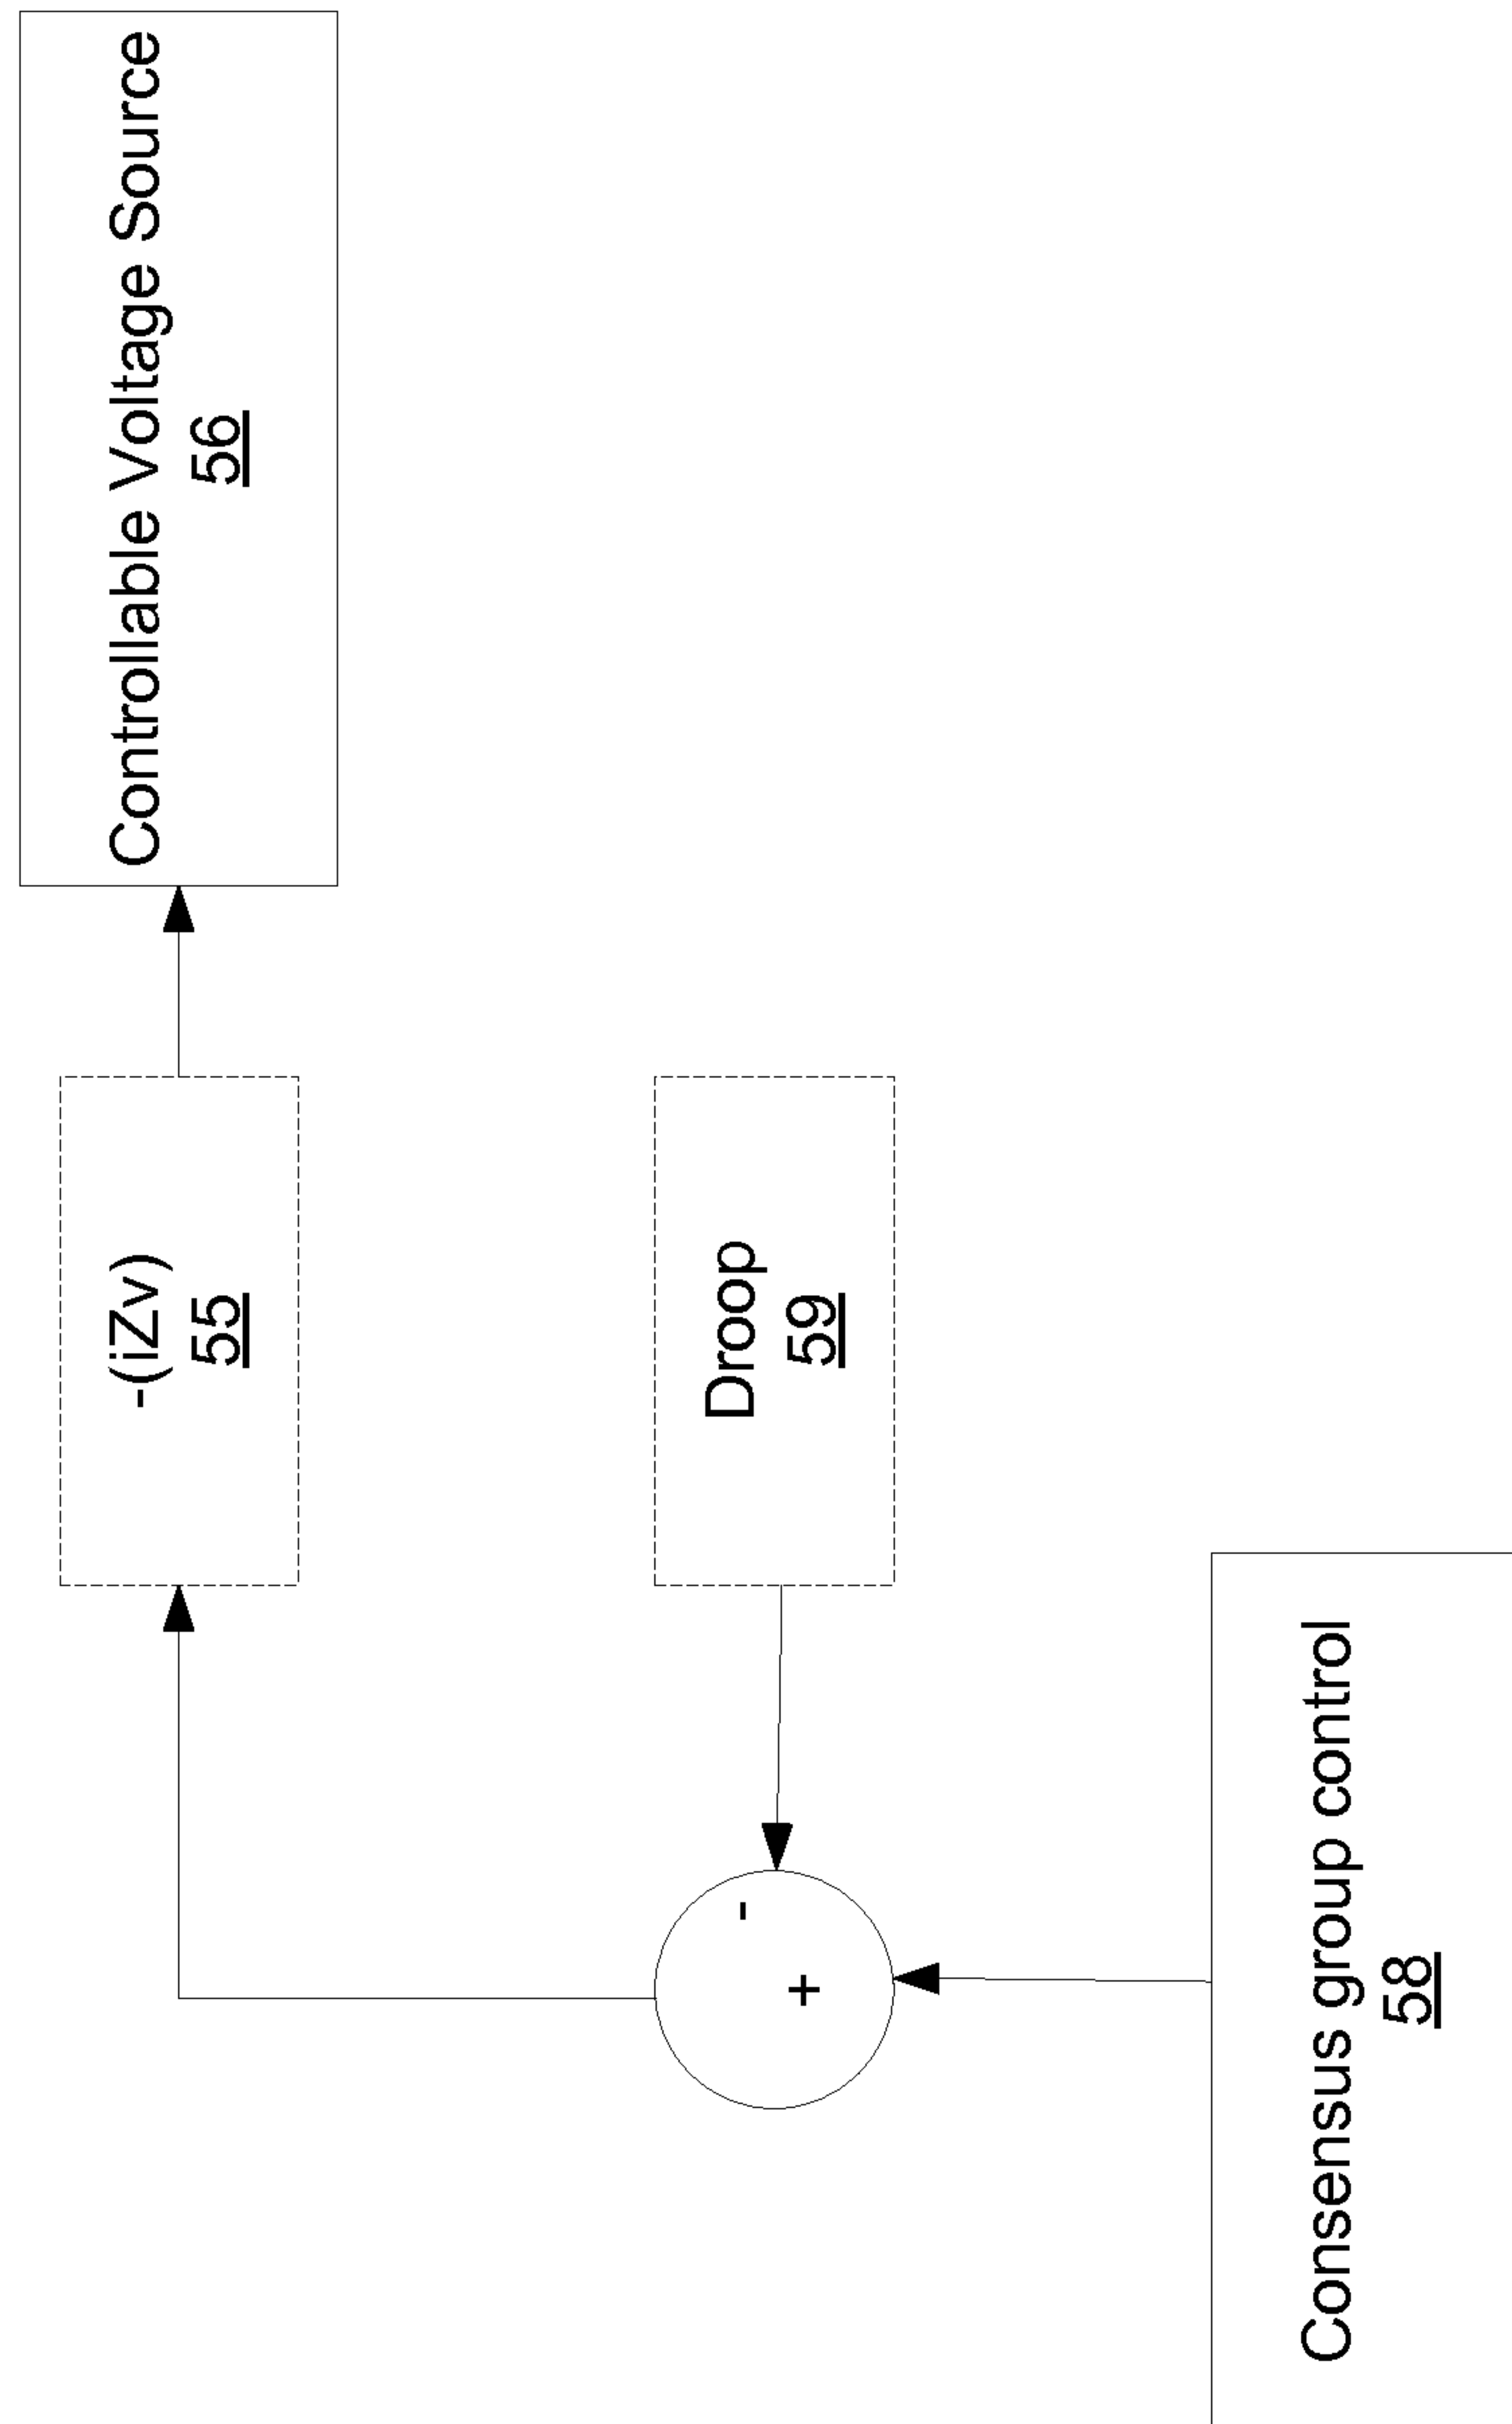 -(iZv)
55
Controllable Voltage Source
56
-
+
Droop
59
Consensus group control
58